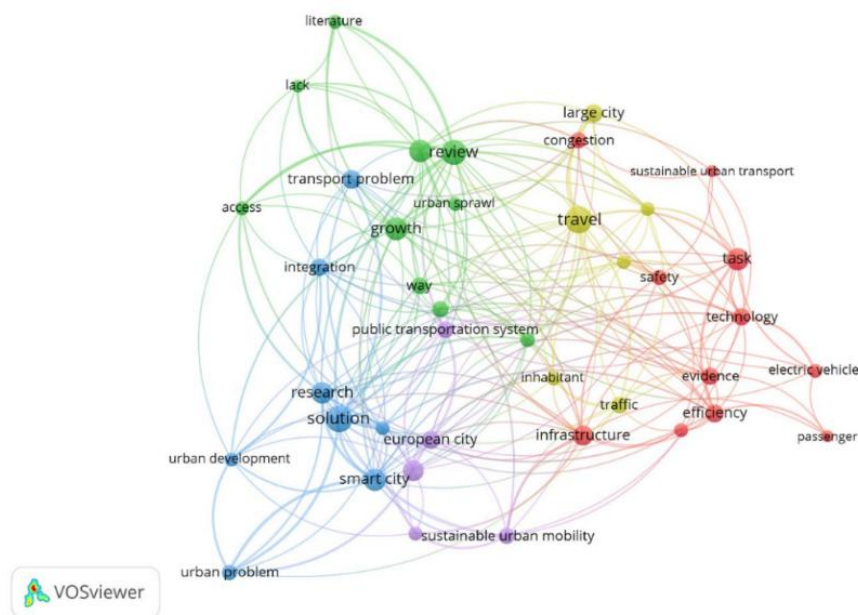 literature
lack
large city
congestion
review
transport problem
sustainable urban transport
urban sprawl
access
travel
growth
task
integration
safety
way
technology
public transportation system
electric vehicle
evidence
inhabitant
research
traffic
efficiency
solution
infrastructure
passenger
european city
urban development
smart city
sustainable urban mobility
urban problem
VOSviewer